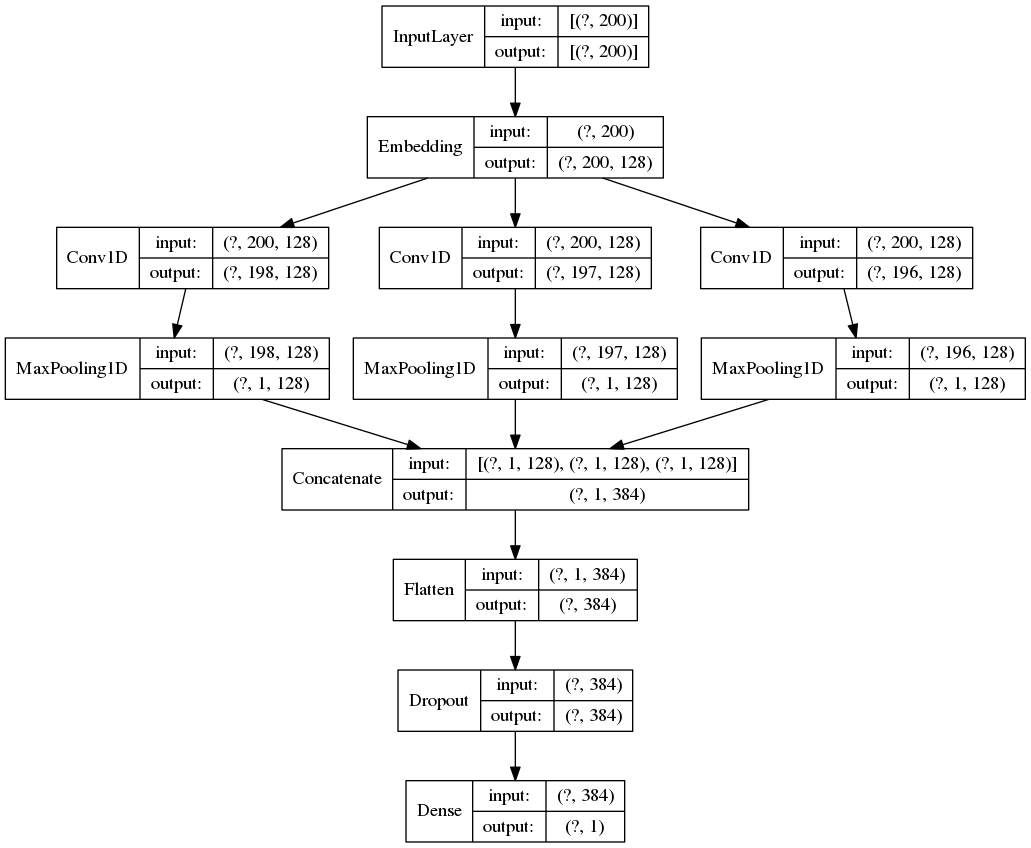 InputLayer input: [(?, 200)]
output: [(?, 200)]
Embedding input: (?, 200)
output: (?, 200, 128)
Conv1D input: (?, 200, 128)
output: (?, 198, 128)
Conv1D input: (?, 200, 128)
output: (?, 197, 128)
Conv1D input: (?, 200, 128)
output: (?, 196, 128)
MaxPooling1D input: (?, 198, 128)
output: (?, 1, 128)
MaxPooling1D input: (?, 197, 128)
output: (?, 1, 128)
MaxPooling1D input: (?, 196, 128)
output: (?, 1, 128)
Concatenate input: [(?, 1, 128), (?, 1, 128), (?, 1, 128)]
output: (?, 1, 384)
Flatten input: (?, 1, 384)
output: (?, 384)
Dropout input: (?, 384)
output: (?, 384)
Dense input: (?, 384)
output: (?, 1)